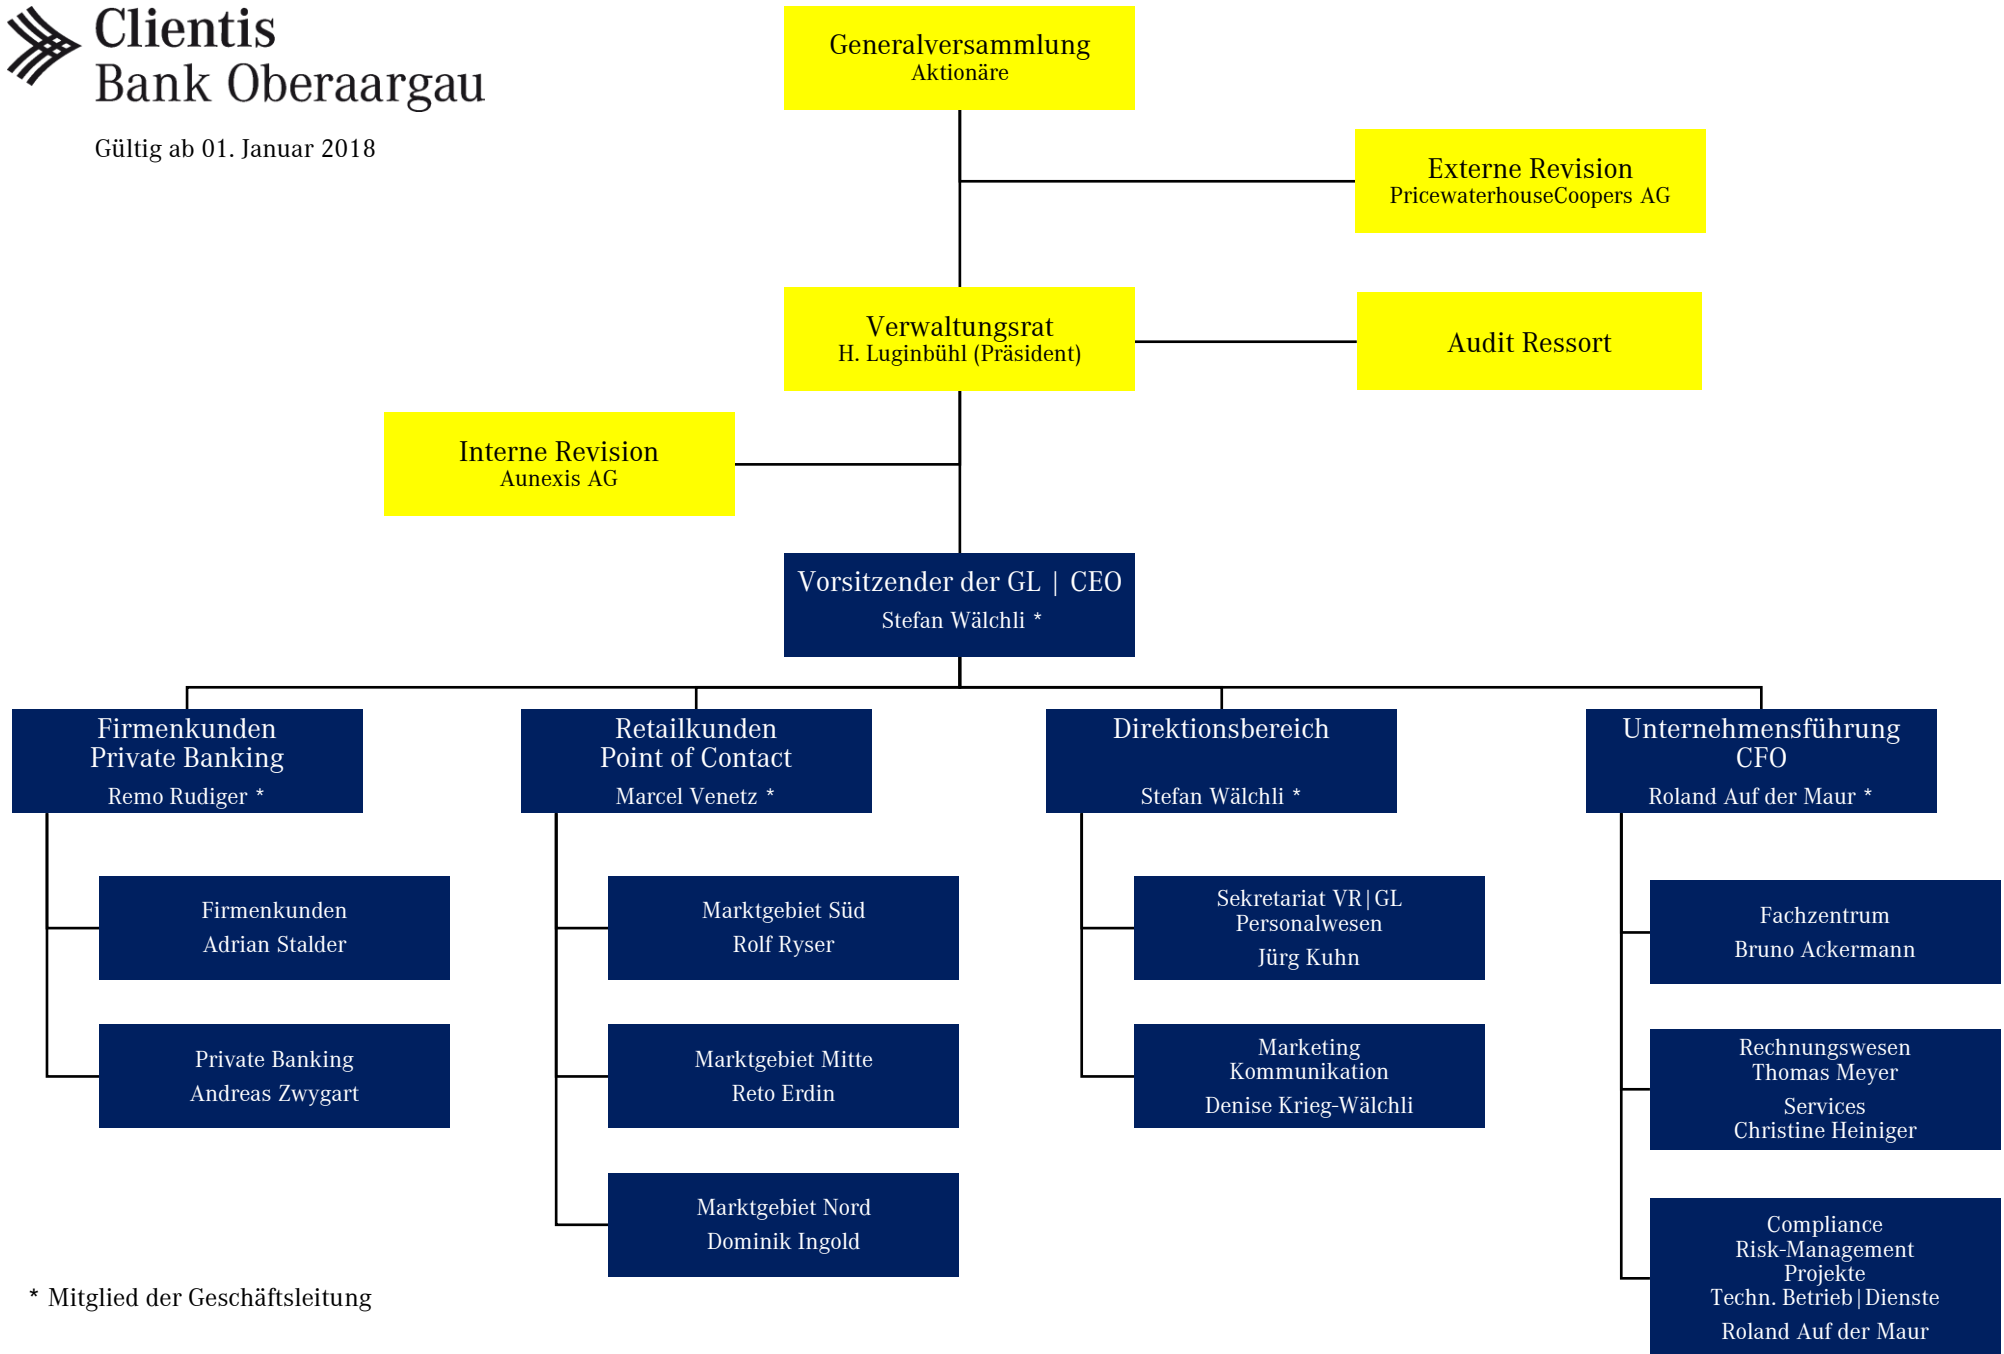 Clientis
Bank Oberaargau
Gültig ab 01. Januar 2018
Generalversammlung
Aktionäre
Externe Revision
PricewaterhouseCoopers AG
Verwaltungsrat
H. Luginbühl (Präsident)
Audit Ressort
Interne Revision
Aunexis AG
Vorsitzender der GL | CEO
Stefan Wälchli *
Firmenkunden
Private Banking
Remo Rudiger *
Retailkunden
Point of Contact
Marcel Venetz *
Direktionsbereich
Stefan Wälchli *
Unternehmensführung
CFO
Roland Auf der Maur *
Firmenkunden
Adrian Stalder
Private Banking
Andreas Zwygart
Marktgebiet Süd
Rolf Ryser
Marktgebiet Mitte
Reto Erdin
Marktgebiet Nord
Dominik Ingold
Sekretariat VR|GL
Personalwesen
Jürg Kuhn
Marketing
Kommunikation
Denise Krieg-Wälchli
Fachzentrum
Bruno Ackermann
Rechnungswesen
Thomas Meyer
Services
Christine Heiniger
Compliance
Risk-Management
Projekte
Techn. Betrieb|Dienste
Roland Auf der Maur
* Mitglied der Geschäftsleitung